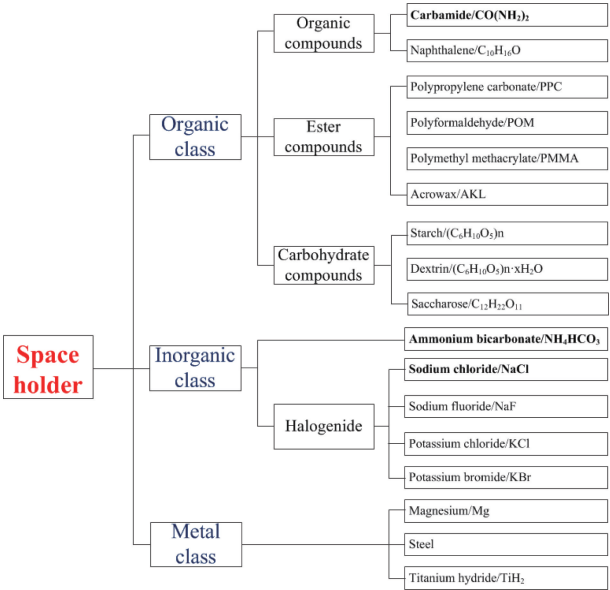 Space
holder
Organic
class
Organic
compounds
Carbamide/CO(NH₂)₂
Naphthalene/C₁₀H₁₆O
Ester
compounds
Polypropylene carbonate/PPC
Polyformaldehyde/POM
Polymethyl methacrylate/PMMA
Acrowax/AKL
Carbohydrate
compounds
Starch/(C₆H₁₀O₅)n
Dextrin/(C₆H₁₀O₅)n·xH₂O
Saccharose/C₁₂H₂₂O₁₁
Inorganic
class
Ammonium bicarbonate/NH₄HCO₃
Halogenide
Sodium chloride/NaCl
Sodium fluoride/NaF
Potassium chloride/KCl
Potassium bromide/KBr
Metal
class
Magnesium/Mg
Steel
Titanium hydride/TiH₂